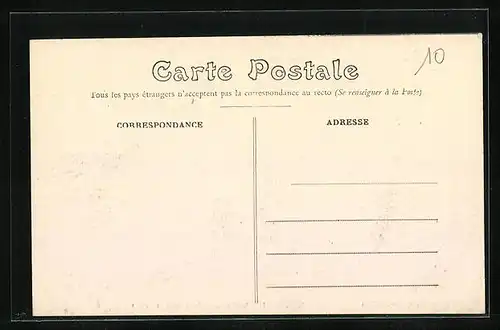 10
Carte Postale
Tous les pays étrangers n'acceptent pas la correspondance au recto (Se renseigner à la Poste)
CORRESPONDANCE
ADRESSE